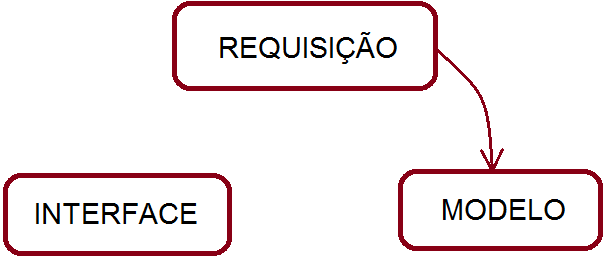 REQUISIÇÃO
INTERFACE
MODELO